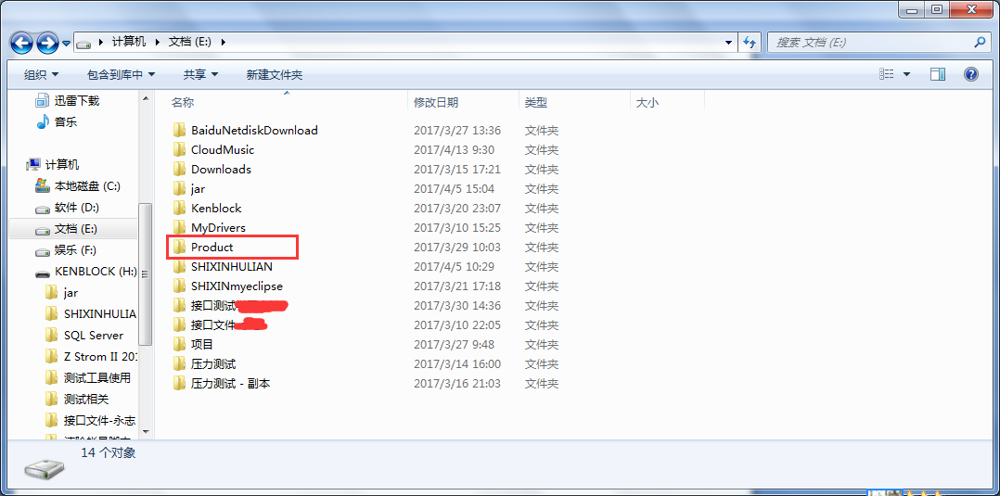 计算机 文档 (E:)
搜索 文档 (E:)
组织 包含到库中 共享 新建文件夹
迅雷下载
音乐
计算机
本地磁盘 (C:)
软件 (D:)
文档 (E:)
娱乐 (F:)
KENBLOCK (H:)
jar
SHIXINHULIA
SQL Server
Z Strom II 201
测试工具使用
测试相关
接口文件-永志
名称 修改日期 类型 大小
BaiduNetdiskDownload 2017/3/27 13:36 文件夹
CloudMusic 2017/4/13 9:30 文件夹
Downloads 2017/3/15 17:21 文件夹
jar 2017/4/5 15:04 文件夹
Kenblock 2017/3/20 23:07 文件夹
MyDrivers 2017/3/10 15:25 文件夹
Product 2017/3/29 10:03 文件夹
SHIXINHULIAN 2017/4/5 10:29 文件夹
SHIXINmyeclipse 2017/3/21 17:18 文件夹
接口测试 2017/3/30 14:36 文件夹
接口文件- 2017/3/10 22:05 文件夹
项目 2017/3/27 9:48 文件夹
压力测试 2017/3/14 16:00 文件夹
压力测试 - 副本 2017/3/16 21:03 文件夹
14 个对象